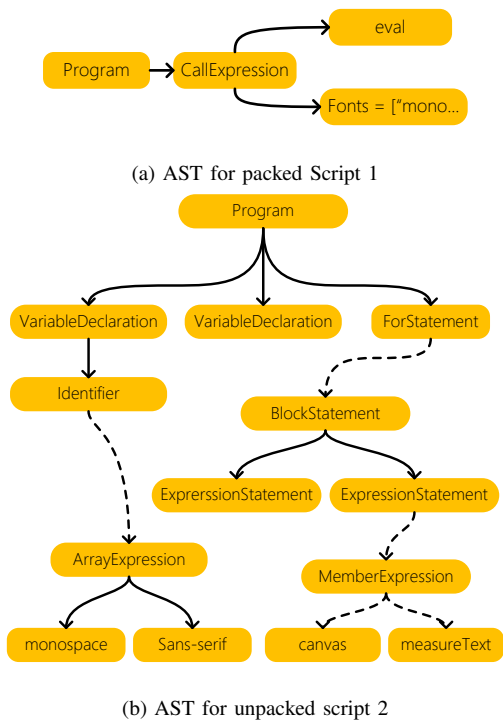 eval
Program
CallExpression
Fonts = ["mono...
(a) AST for packed Script 1
Program
VariableDeclaration
VariableDeclaration
ForStatement
Identifier
BlockStatement
ExprerssionStatement
ExpressionStatement
ArrayExpression
MemberExpression
monospace
Sans-serif
canvas
measureText
(b) AST for unpacked script 2